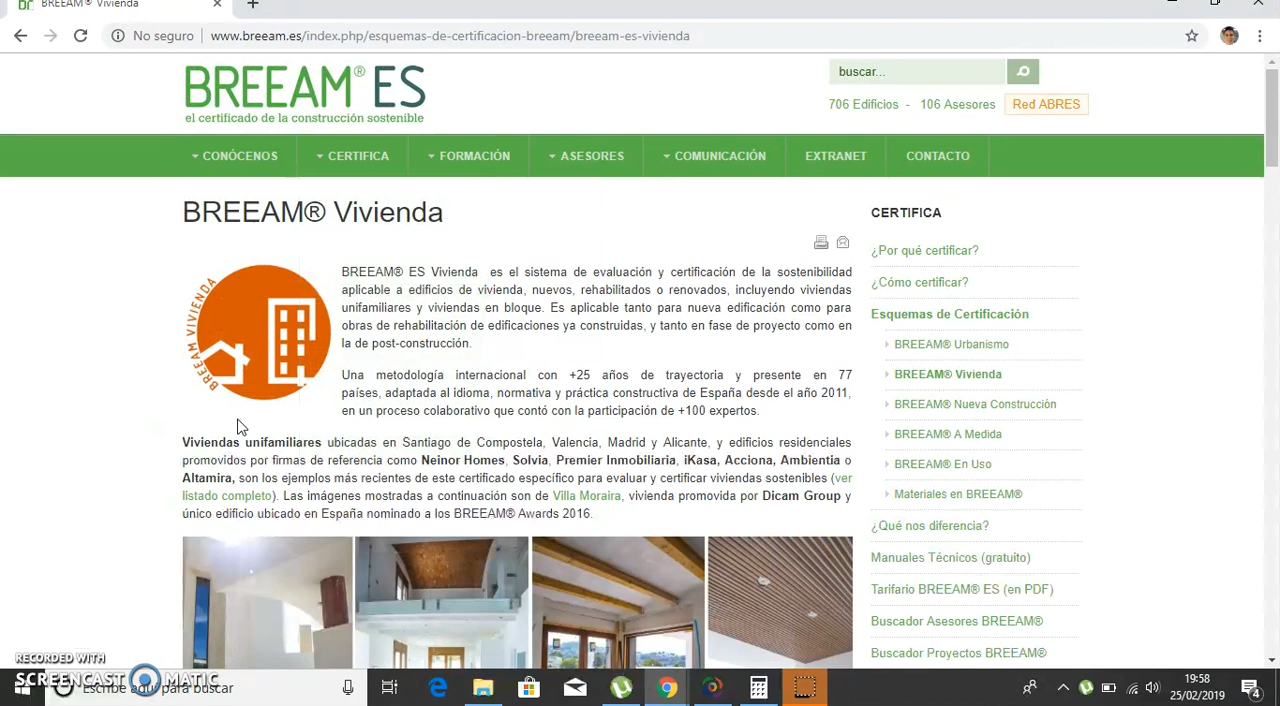 BREEAM® Vivienda
No seguro www.breeam.es/index.php/esquemas-de-certificacion-breeam/breeam-es-vivienda
BREEAM® ES
el certificado de la construcción sostenible
buscar...
706 Edificios - 106 Asesores Red ABRES
CONÓCENOS CERTIFICA FORMACIÓN ASESORES COMUNICACIÓN EXTRANET CONTACTO
BREEAM® Vivienda
BREEAM VIVIENDA
BREEAM® ES Vivienda es el sistema de evaluación y certificación de la sostenibilidad
aplicable a edificios de vivienda, nuevos, rehabilitados o renovados, incluyendo viviendas
unifamiliares y viviendas en bloque. Es aplicable tanto para nueva edificación como para
obras de rehabilitación de edificaciones ya construidas, y tanto en fase de proyecto como en
la de post-construcción.
Una metodología internacional con +25 años de trayectoria y presente en 77
países, adaptada al idioma, normativa y práctica constructiva de España desde el año 2011,
en un proceso colaborativo que contó con la participación de +100 expertos.
Viviendas unifamiliares ubicadas en Santiago de Compostela, Valencia, Madrid y Alicante, y edificios residenciales
promovidos por firmas de referencia como Neinor Homes, Solvia, Premier Inmobiliaria, iKasa, Acciona, Ambientia o
Altamira, son los ejemplos más recientes de este certificado específico para evaluar y certificar viviendas sostenibles (ver
listado completo). Las imágenes mostradas a continuación son de Villa Moraira, vivienda promovida por Dicam Group y
único edificio ubicado en España nominado a los BREEAM® Awards 2016.
CERTIFICA
¿Por qué certificar?
¿Cómo certificar?
Esquemas de Certificación
BREEAM® Urbanismo
BREEAM® Vivienda
BREEAM® Nueva Construcción
BREEAM® A Medida
BREEAM® En Uso
Materiales en BREEAM®
¿Qué nos diferencia?
Manuales Técnicos (gratuito)
Tarifario BREEAM® ES (en PDF)
Buscador Asesores BREEAM®
Buscador Proyectos BREEAM®
RECORDED WITH
SCREENCAST MATIC
Escribe aquí para buscar
19:58
25/02/2019
4